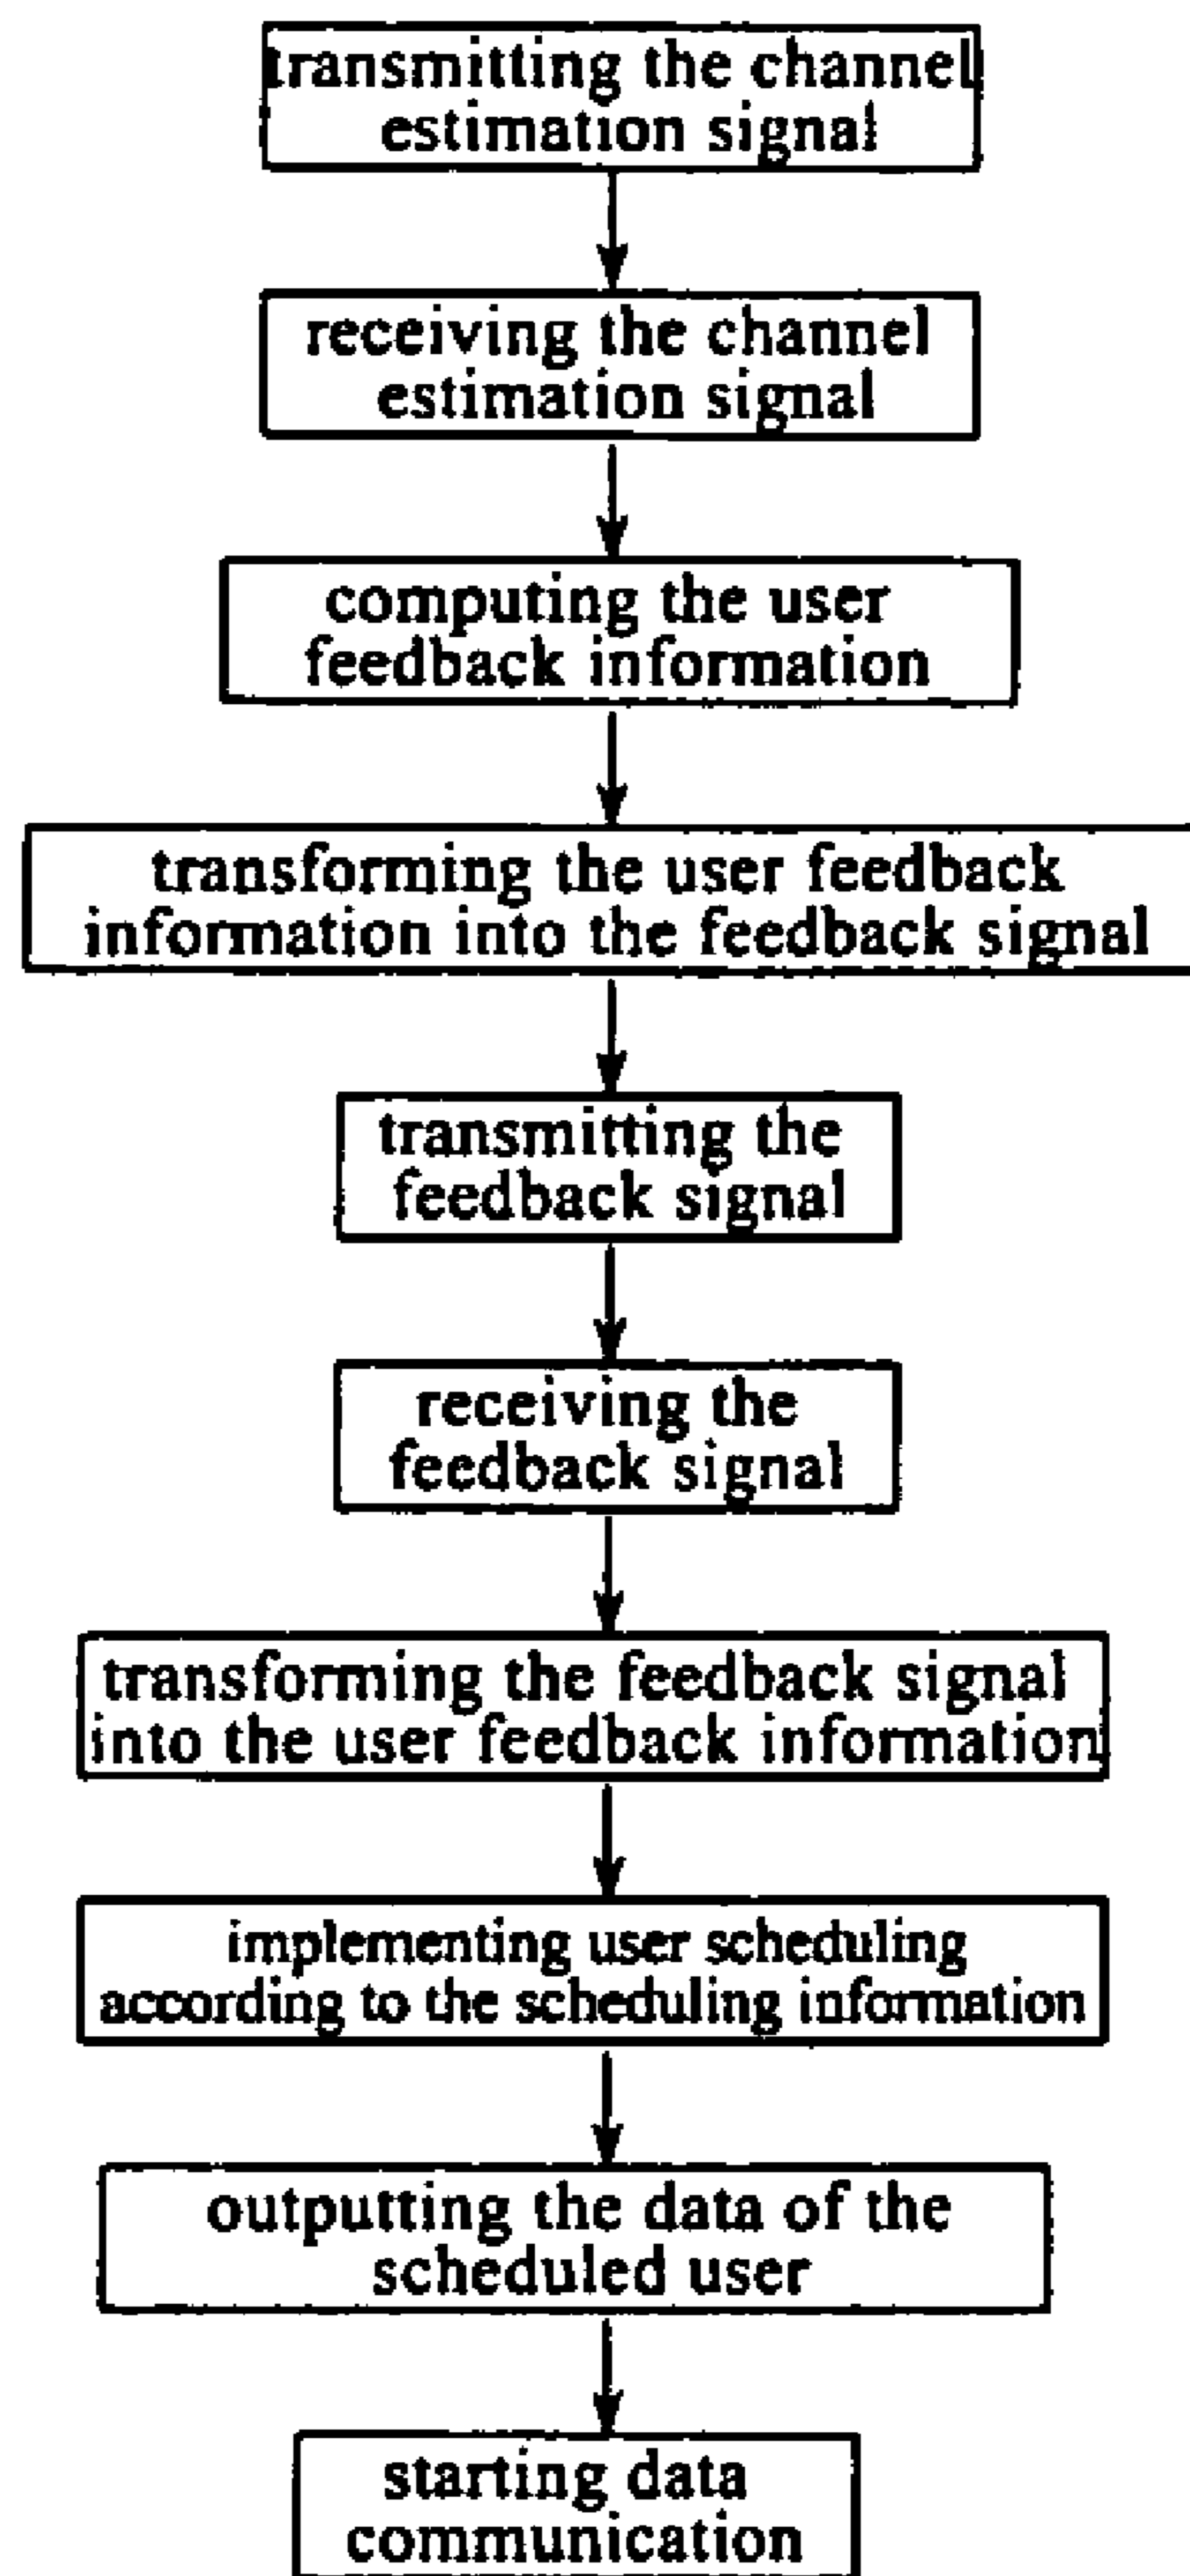 transmitting the channel
estimation signal
receiving the channel
estimation signal
computing the user
feedback information
transforming the user feedback
information into the feedback signal
transmitting the
feedback signal
receiving the
feedback signal
transforming the feedback signal
into the user feedback information
implementing user scheduling
according to the scheduling information
outputting the data of the
scheduled user
starting data
communication